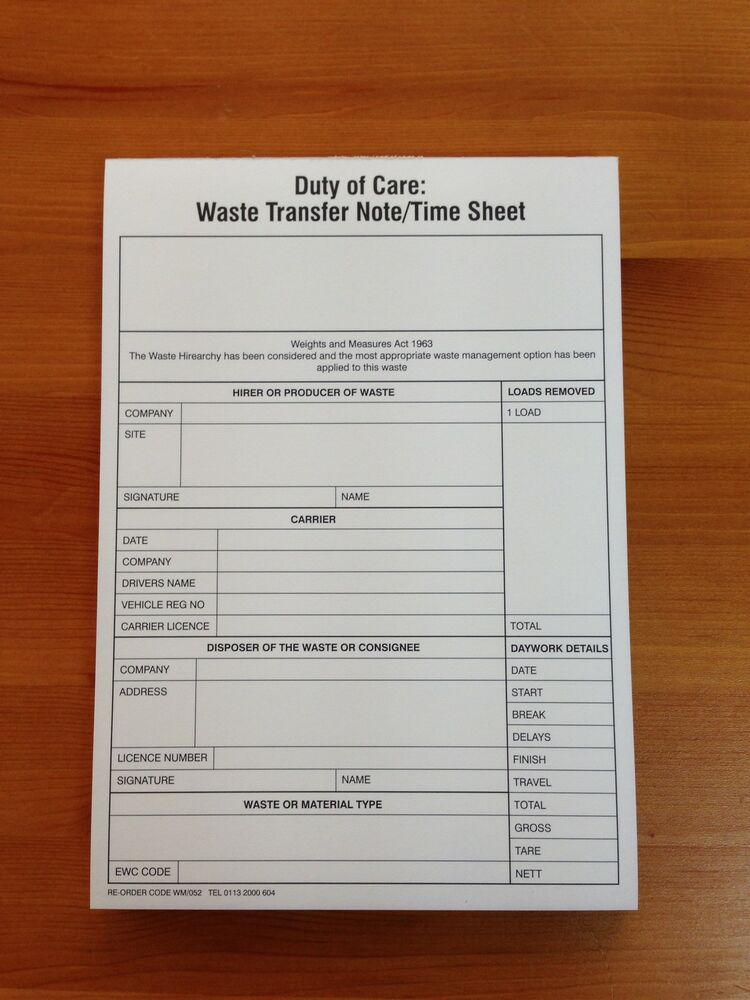 Duty of Care:
Waste Transfer Note/Time Sheet
Weights and Measures Act 1963
The Waste Hirearchy has been considered and the most appropriate waste management option has been
applied to this waste
HIRER OR PRODUCER OF WASTE
COMPANY
SITE
SIGNATURE NAME
LOADS REMOVED
1 LOAD
TOTAL
CARRIER
DATE
COMPANY
DRIVERS NAME
VEHICLE REG NO
CARRIER LICENCE
DISPOSER OF THE WASTE OR CONSIGNEE
COMPANY
ADDRESS
LICENCE NUMBER
SIGNATURE NAME
WASTE OR MATERIAL TYPE
EWC CODE
DAYWORK DETAILS
DATE
START
BREAK
DELAYS
FINISH
TRAVEL
TOTAL
GROSS
TARE
NETT
RE-ORDER CODE WM/052 TEL 0113 2000 604